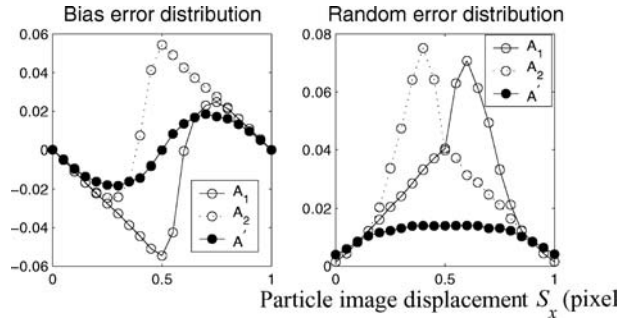 Bias error distribution
0.06
0.04
0.02
0
−0.02
−0.04
−0.06
A1
A2
A'
0
0.5
1
Random error distribution
0.08
0.06
0.04
0.02
0
A1
A2
A'
0
0.5
1
Particle image displacement Sx (pixel